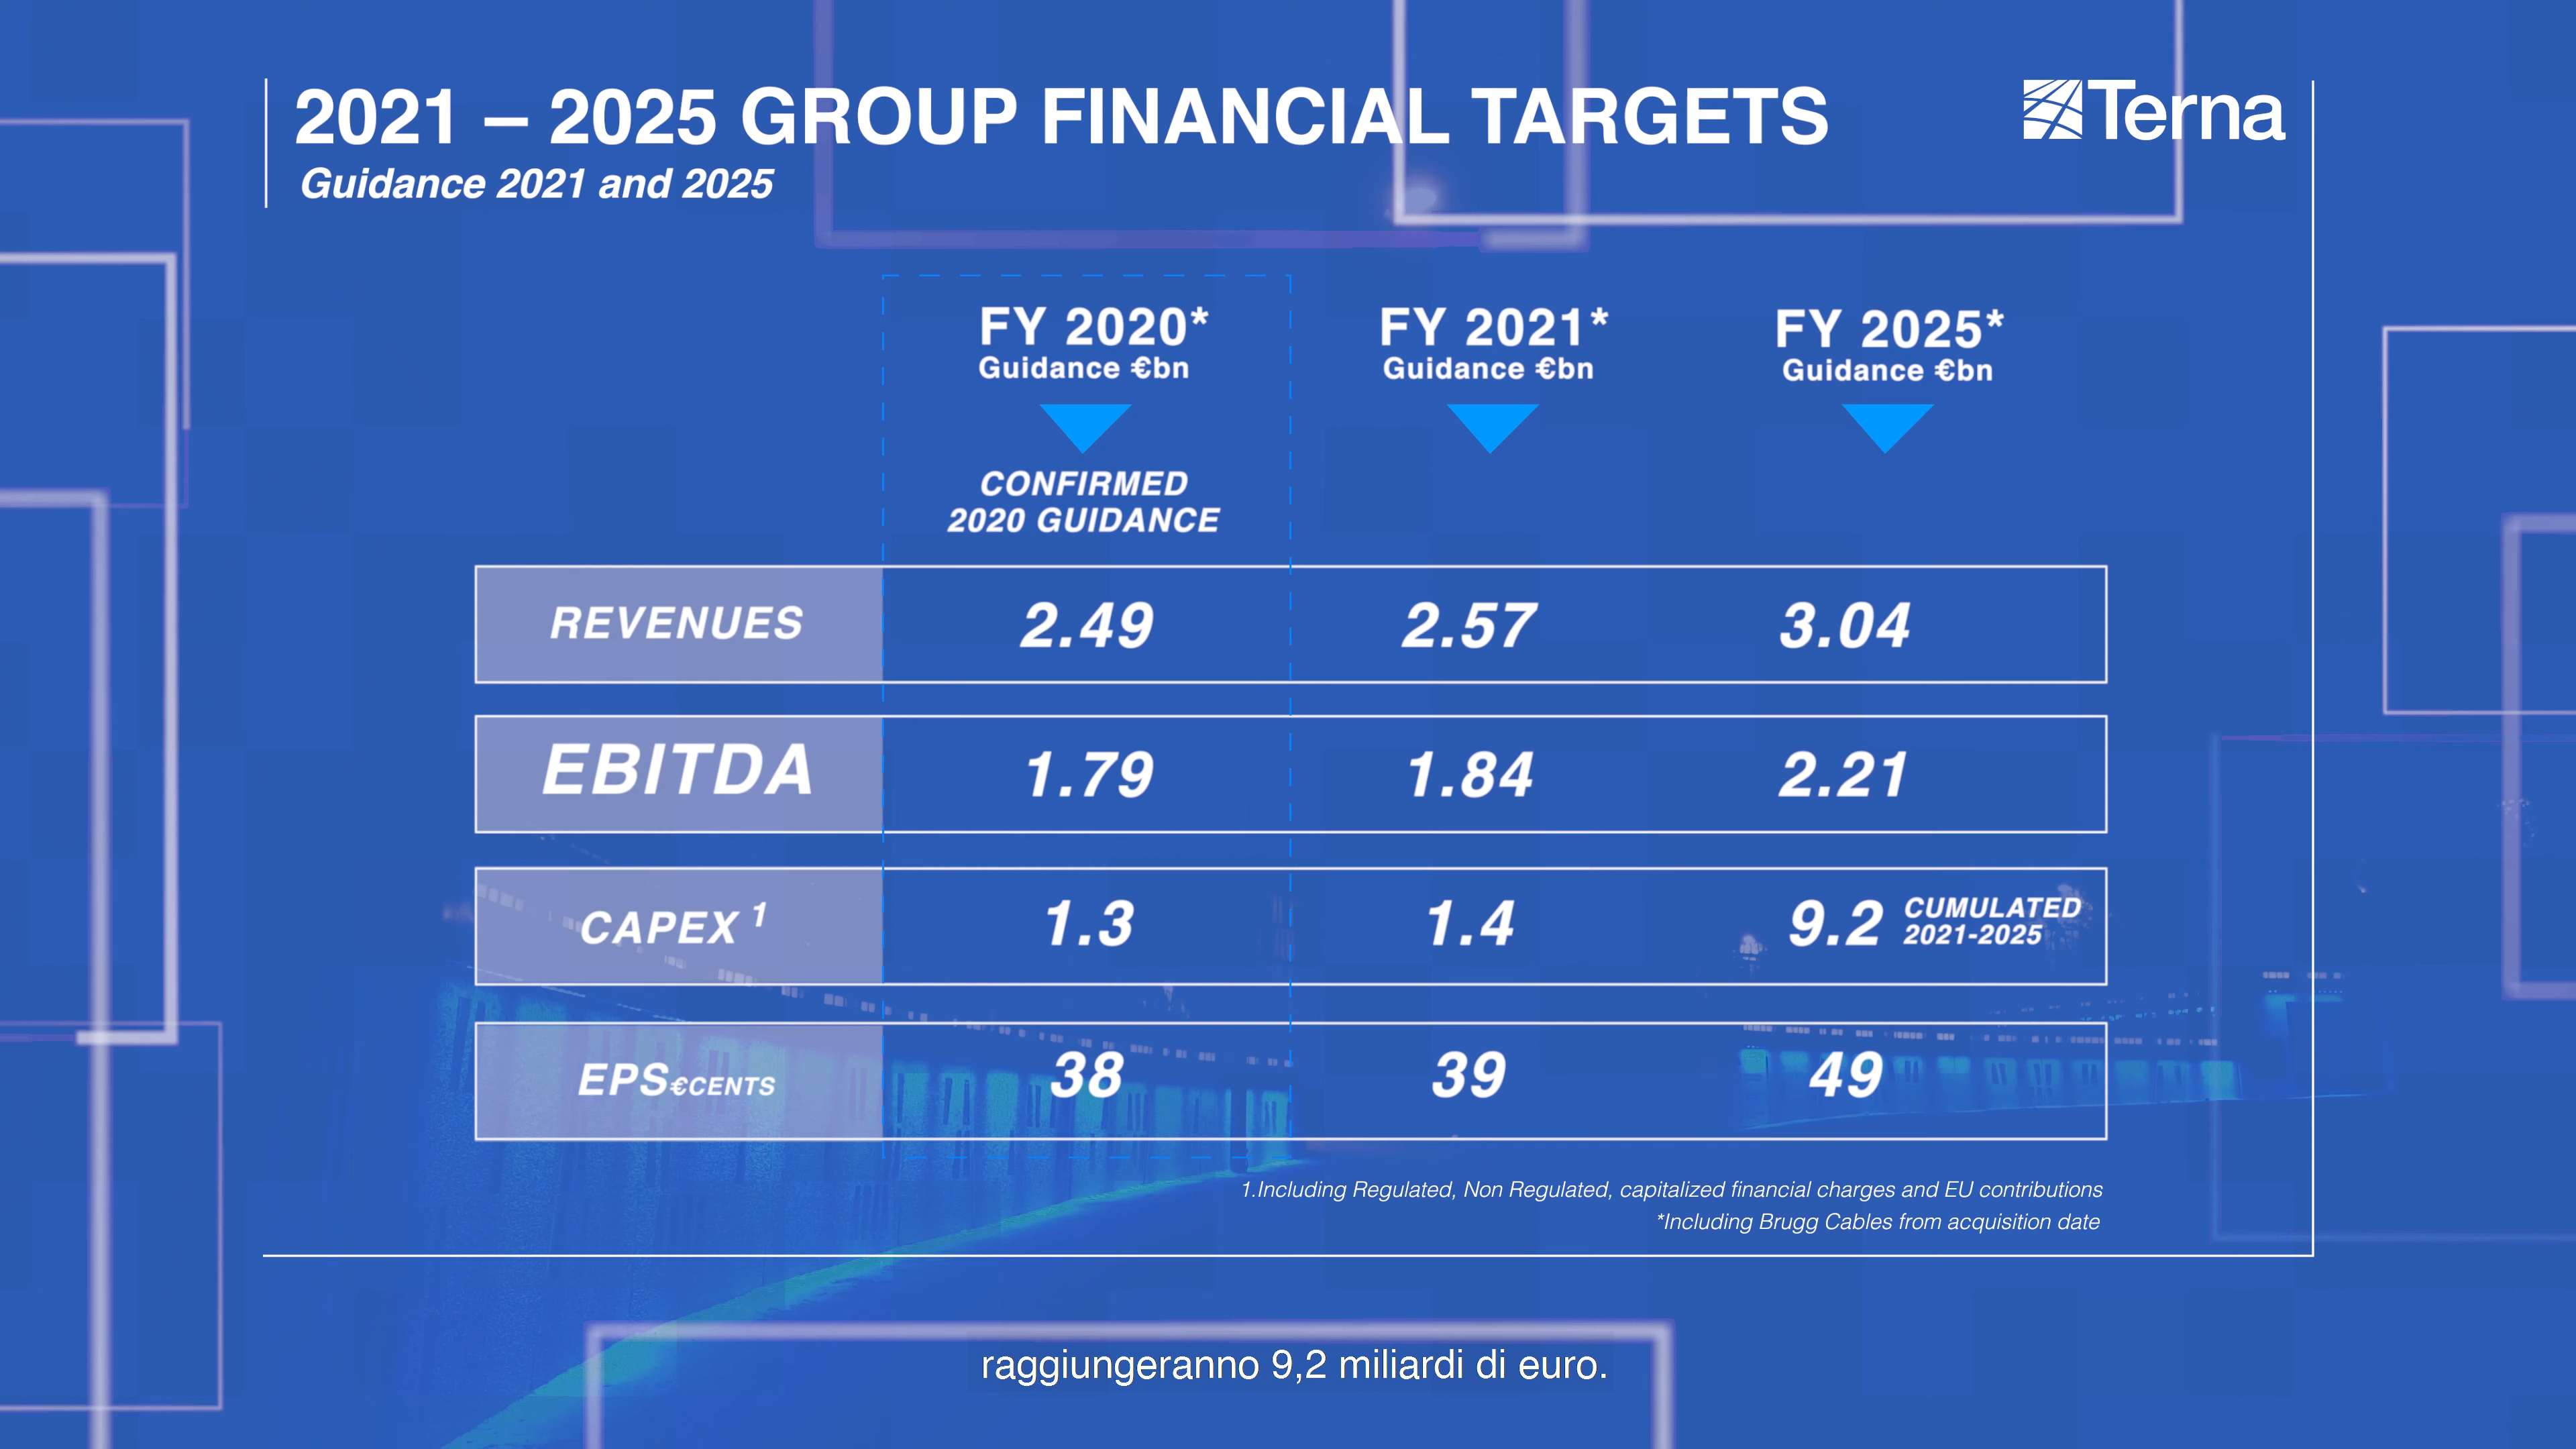 2021 – 2025 GROUP FINANCIAL TARGETS
Terna
Guidance 2021 and 2025
FY 2020* FY 2021* FY 2025*
Guidance €bn Guidance €bn Guidance €bn
CONFIRMED
2020 GUIDANCE
REVENUES 2.49 2.57 3.04
EBITDA 1.79 1.84 2.21
CAPEX 1 1.3 1.4 9.2 CUMULATED
2021-2025
EPS€CENTS 38 39 49
1.Including Regulated, Non Regulated, capitalized financial charges and EU contributions
*Including Brugg Cables from acquisition date
raggiungeranno 9,2 miliardi di euro.